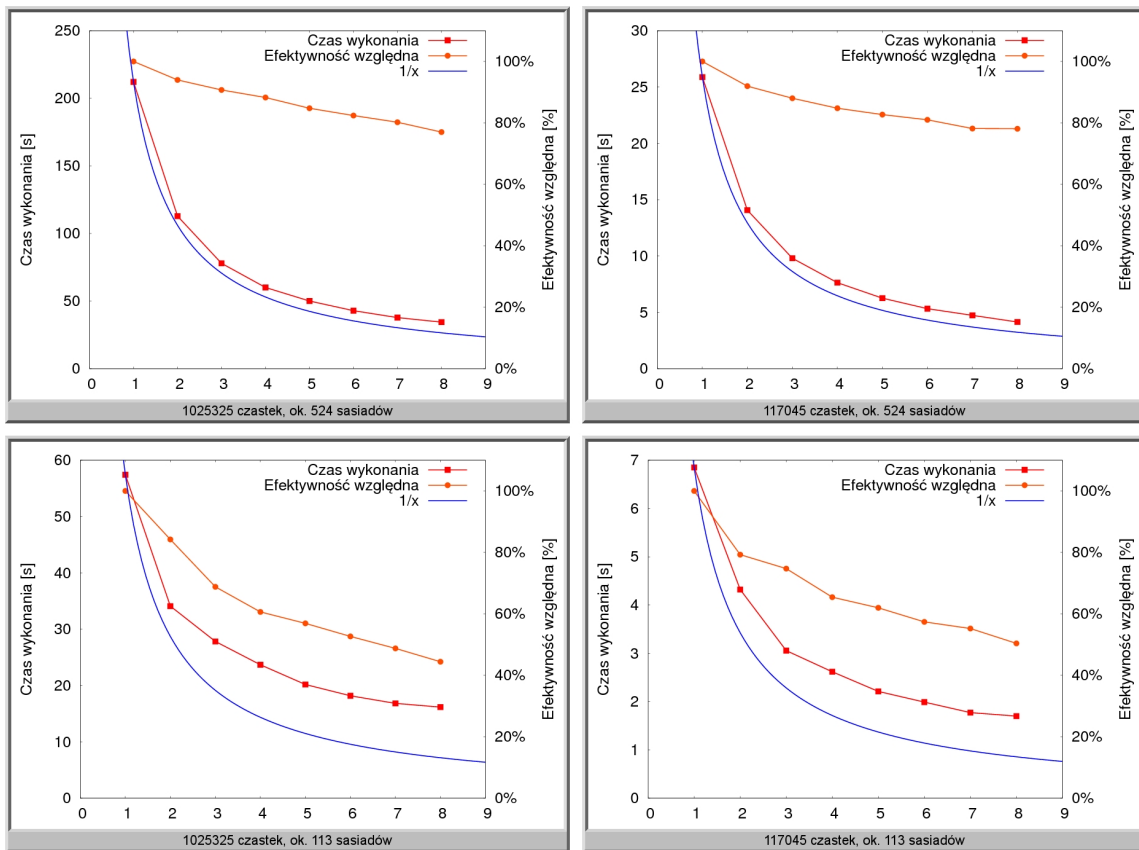 250
200
150
100
50
0
0 1 2 3 4 5 6 7 8 9
0%
20%
40%
60%
80%
100%
Czas wykonania [s]
Efektywność względna [%]
Czas wykonania
Efektywność względna
1/x
1025325 czastek, ok. 524 sasiadów
30
25
20
15
10
5
0
0 1 2 3 4 5 6 7 8 9
0%
20%
40%
60%
80%
100%
Czas wykonania [s]
Efektywność względna [%]
Czas wykonania
Efektywność względna
1/x
117045 czastek, ok. 524 sasiadów
60
50
40
30
20
10
0
0 1 2 3 4 5 6 7 8 9
0%
20%
40%
60%
80%
100%
Czas wykonania [s]
Efektywność względna [%]
Czas wykonania
Efektywność względna
1/x
1025325 czastek, ok. 113 sasiadów
7
6
5
4
3
2
1
0
0 1 2 3 4 5 6 7 8 9
0%
20%
40%
60%
80%
100%
Czas wykonania [s]
Efektywność względna [%]
Czas wykonania
Efektywność względna
1/x
117045 czastek, ok. 113 sasiadów